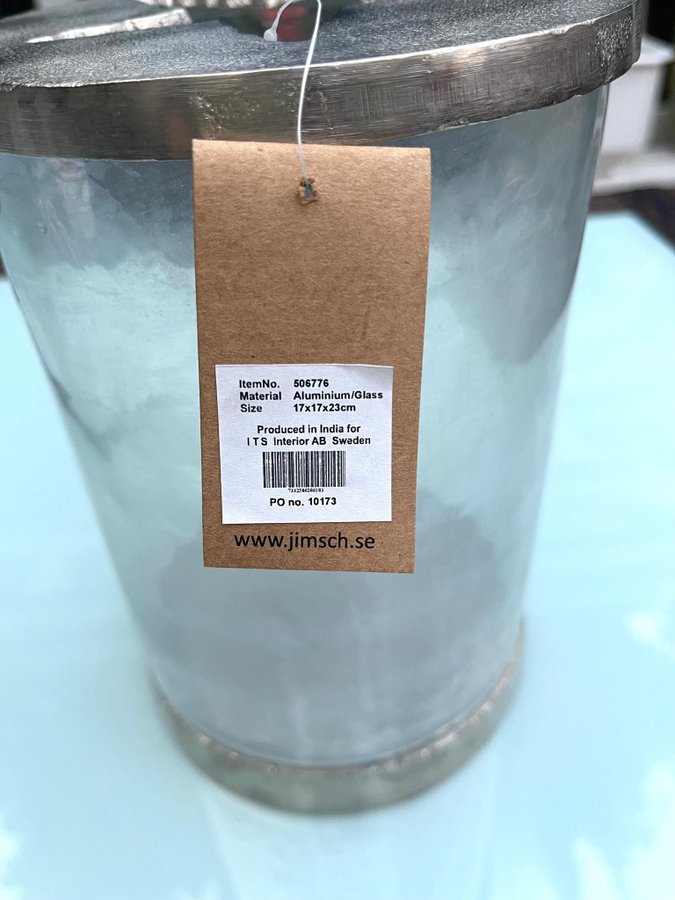 ItemNo. 506776
Material Aluminium/Glass
Size 17x17x23cm
Produced in India for
I T S Interior AB Sweden
PO no. 10173
www.jimsch.se